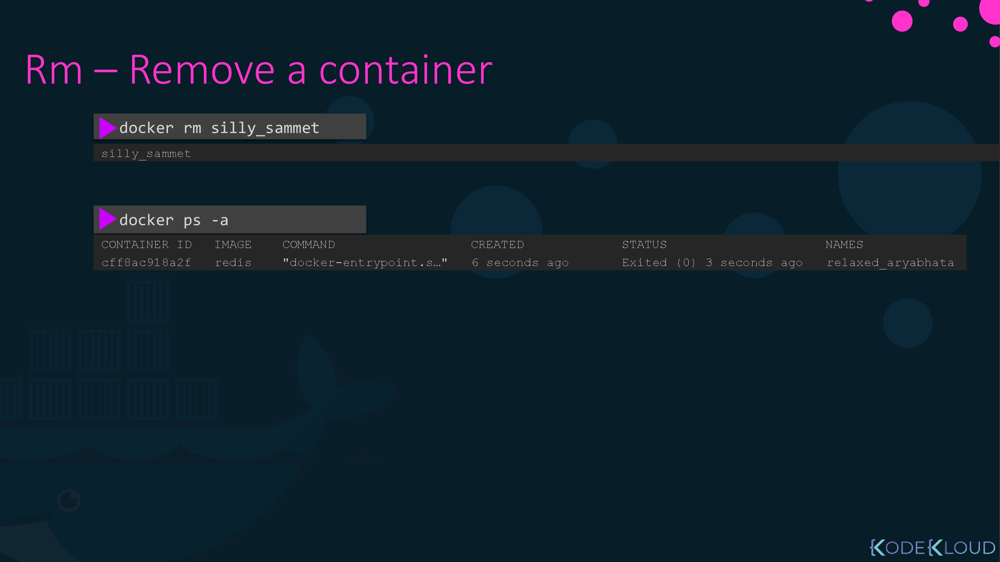 Rm – Remove a container
docker rm silly_sammet
silly_sammet
docker ps -a
CONTAINER ID IMAGE COMMAND CREATED STATUS NAMES
cff8ac918a2f redis "docker-entrypoint.s…" 6 seconds ago Exited (0) 3 seconds ago relaxed_aryabhata
KODEKLOUD